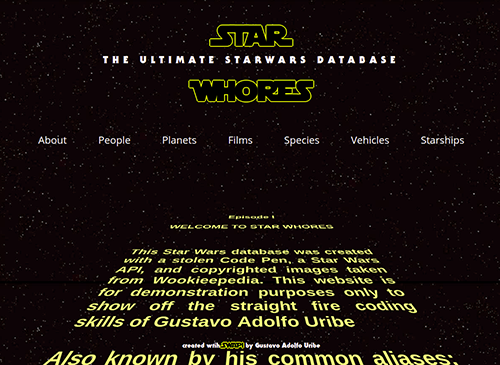 STAR
THE ULTIMATE STARWARS DATABASE
WHORES
About People Planets Films Species Vehicles Starships
Episode I
WELCOME TO STAR WHORES
This Star Wars database was created
with a stolen Code Pen, a Star Wars
API, and copyrighted images taken
from Wookieepedia. This website is
for demonstration purposes only to
show off the straight fire coding
skills of Gustavo Adolfo Uribe
created with SWAPI by Gustavo Adolfo Uribe
Also known by his common aliases: